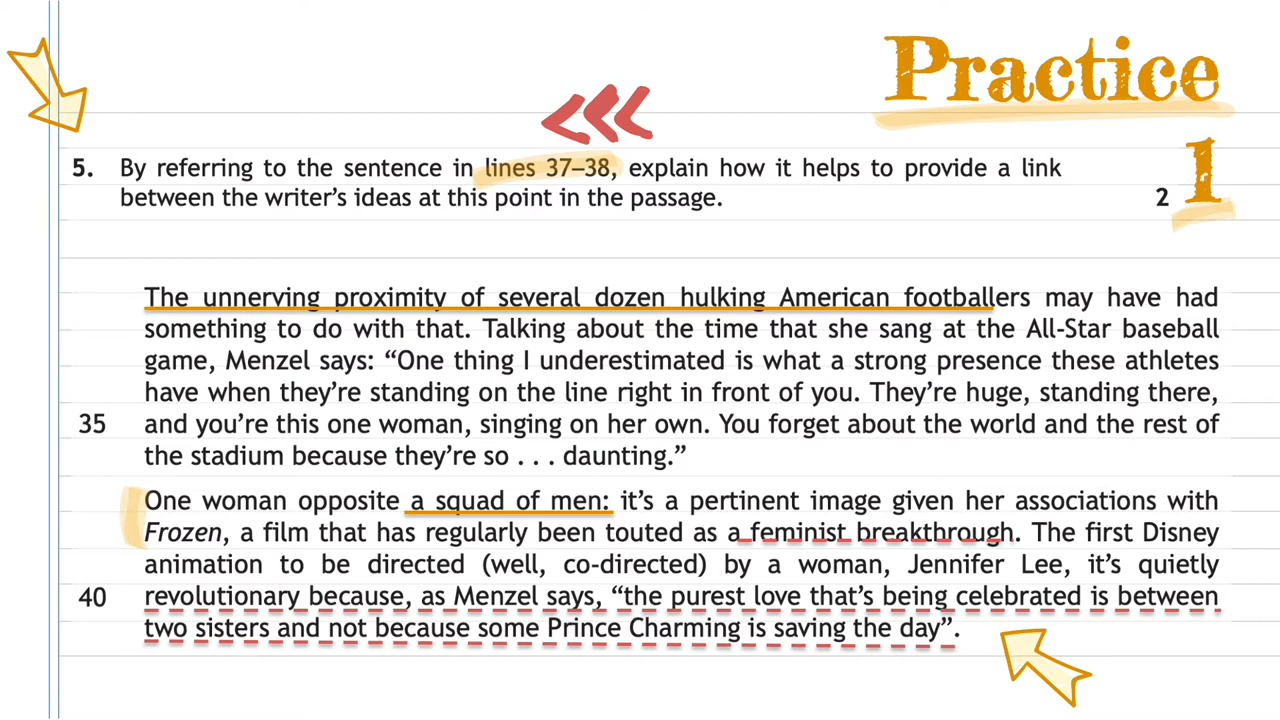 Practice
1
5. By referring to the sentence in lines 37–38, explain how it helps to provide a link
between the writer's ideas at this point in the passage. 2
The unnerving proximity of several dozen hulking American footballers may have had
something to do with that. Talking about the time that she sang at the All-Star baseball
game, Menzel says: “One thing I underestimated is what a strong presence these athletes
have when they're standing on the line right in front of you. They're huge, standing there,
35 and you're this one woman, singing on her own. You forget about the world and the rest of
the stadium because they're so . . . daunting.”
One woman opposite a squad of men: it's a pertinent image given her associations with
Frozen, a film that has regularly been touted as a feminist breakthrough. The first Disney
animation to be directed (well, co-directed) by a woman, Jennifer Lee, it's quietly
40 revolutionary because, as Menzel says, “the purest love that's being celebrated is between
two sisters and not because some Prince Charming is saving the day”.